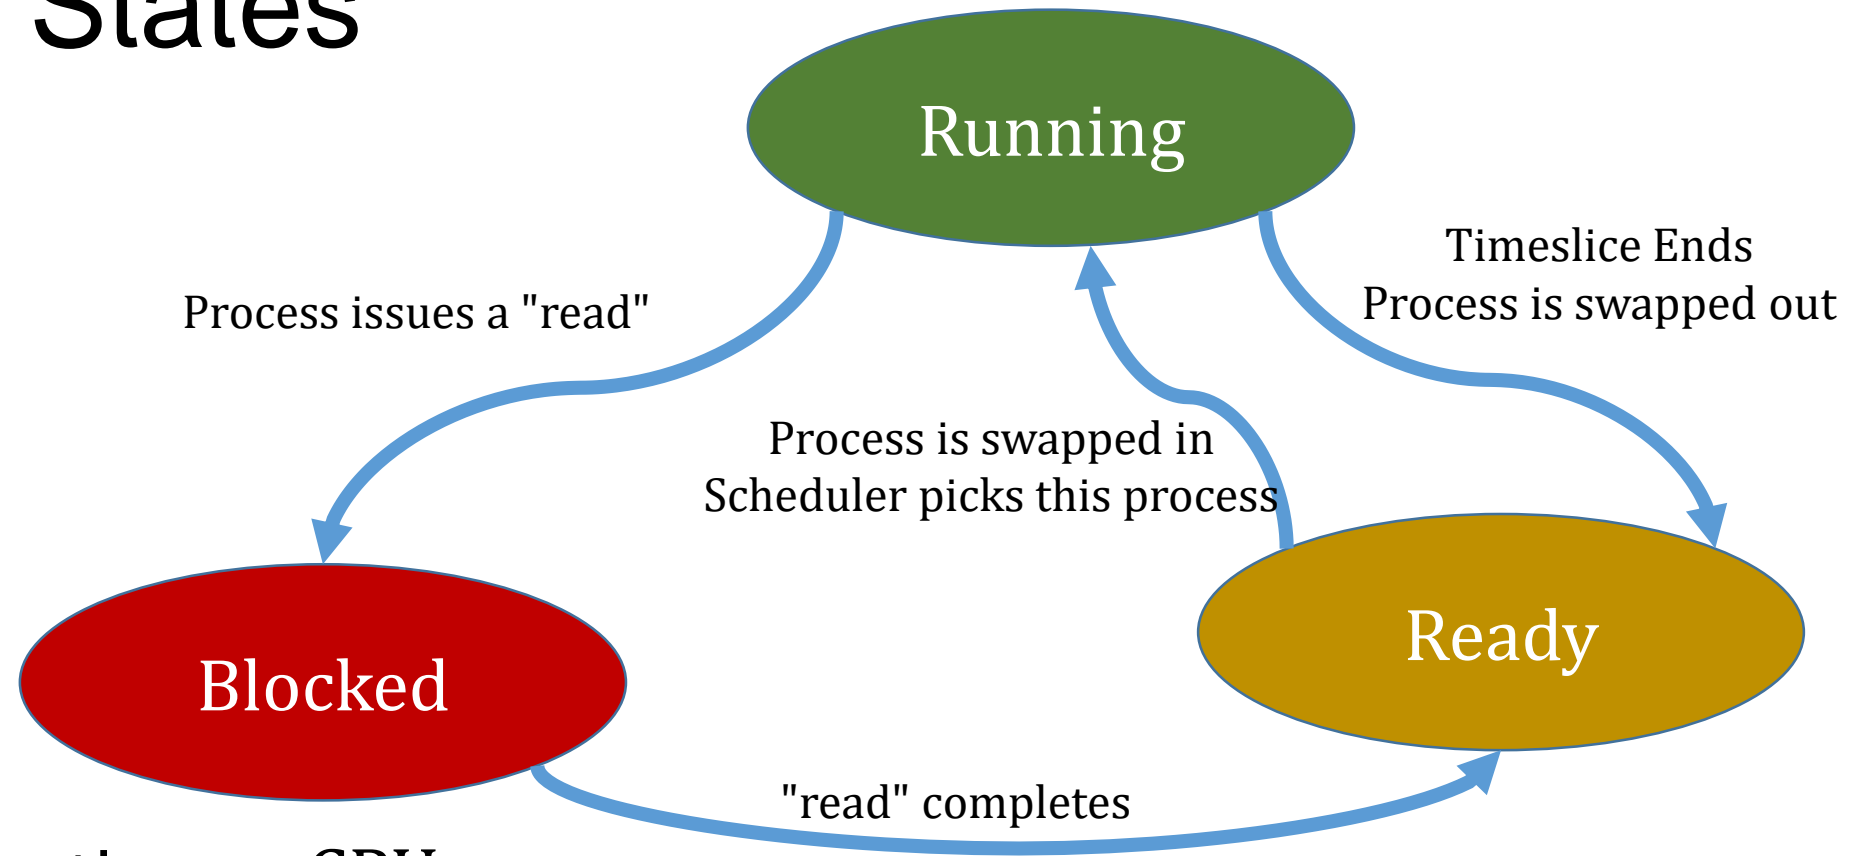 States
Running
Timeslice Ends
Process is swapped out
Process issues a "read"
Process is swapped in
Scheduler picks this process
Ready
Blocked
"read" completes
CPU